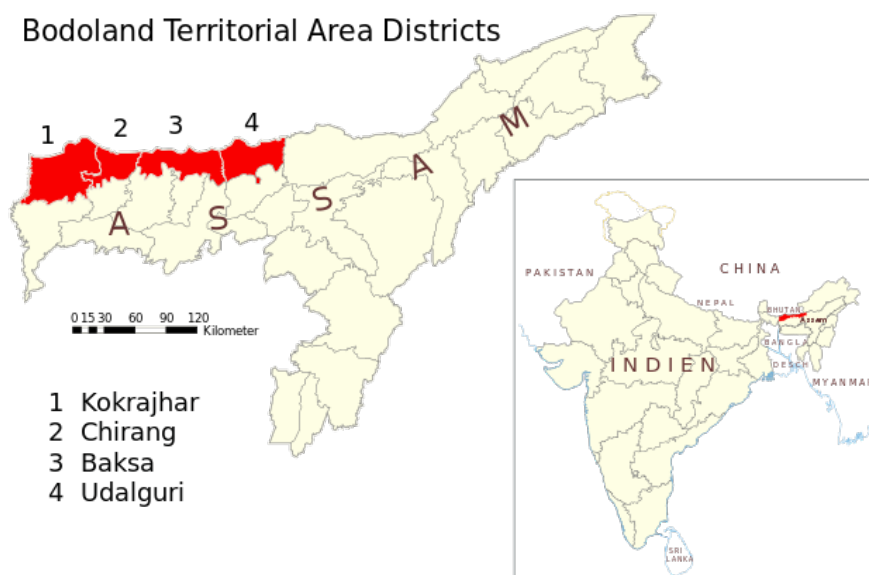 Bodoland Territorial Area Districts
1 2 3 4
A S S A M
0 15 30 60 90 120 Kilometer
1 Kokrajhar
2 Chirang
3 Baksa
4 Udalguri
PAKISTAN
CHINA
NEPAL
BHUTAN
Assam
BANGLA
DESCH
INDIEN
MYANMAR
SRI
LANKA